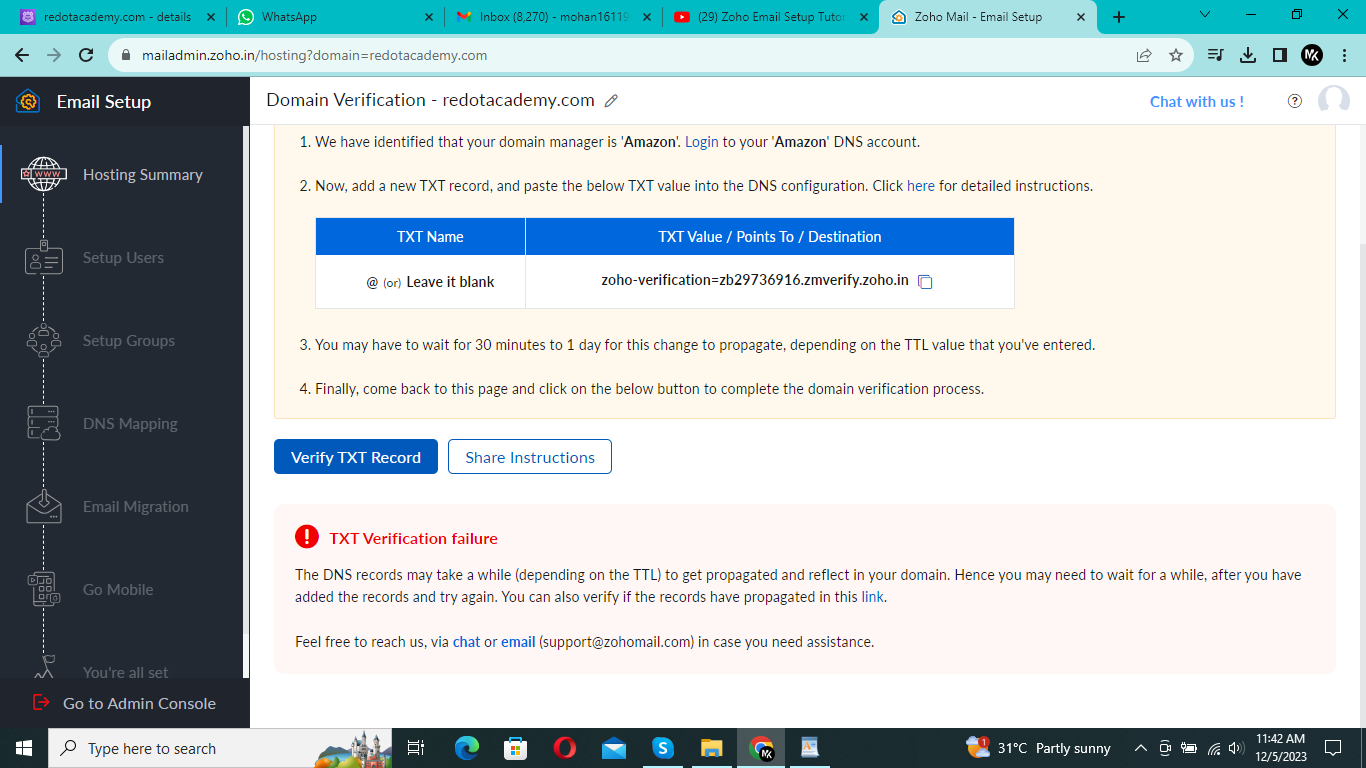 redotacademy.com - details
WhatsApp
Inbox (8,270) - mohan16119
(29) Zoho Email Setup Tutor
Zoho Mail - Email Setup
mailadmin.zoho.in/hosting?domain=redotacademy.com
MK
Email Setup
Domain Verification - redotacademy.com
Chat with us !
?
WWW
Hosting Summary
Setup Users
Setup Groups
DNS Mapping
Email Migration
Go Mobile
You're all set
Go to Admin Console
1. We have identified that your domain manager is 'Amazon'. Login to your 'Amazon' DNS account.
2. Now, add a new TXT record, and paste the below TXT value into the DNS configuration. Click here for detailed instructions.
TXT Name
TXT Value / Points To / Destination
@ (or) Leave it blank
zoho-verification=zb29736916.zmverify.zoho.in
3. You may have to wait for 30 minutes to 1 day for this change to propagate, depending on the TTL value that you've entered.
4. Finally, come back to this page and click on the below button to complete the domain verification process.
Verify TXT Record
Share Instructions
TXT Verification failure
The DNS records may take a while (depending on the TTL) to get propagated and reflect in your domain. Hence you may need to wait for a while, after you have
added the records and try again. You can also verify if the records have propagated in this link.
Feel free to reach us, via chat or email (support@zohomail.com) in case you need assistance.
Type here to search
MK
1
31°C Partly sunny
11:42 AM
12/5/2023